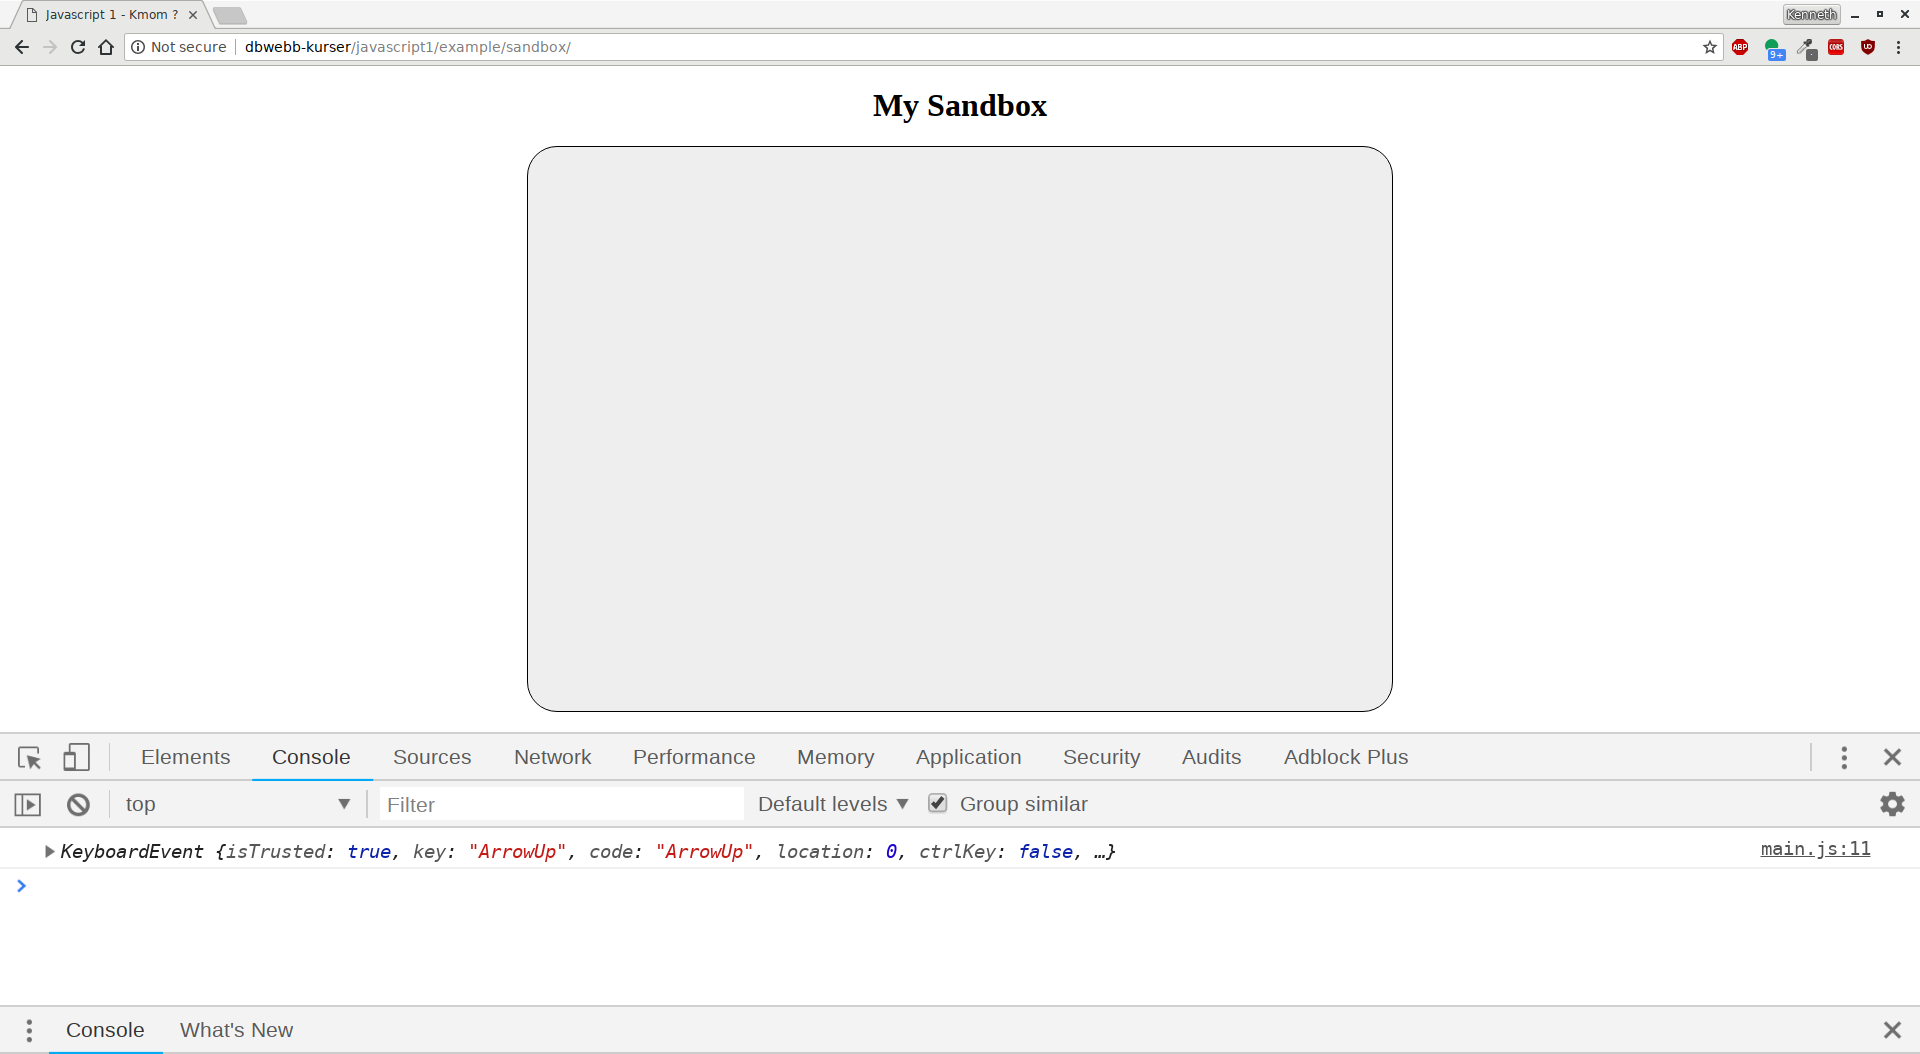 Javascript 1 - Kmom ?
Kenneth
Not secure dbwebb-kurser/javascript1/example/sandbox/
ABP 9+ CORS UD
My Sandbox
Elements Console Sources Network Performance Memory Application Security Audits Adblock Plus
top Filter Default levels Group similar
KeyboardEvent {isTrusted: true, key: "ArrowUp", code: "ArrowUp", location: 0, ctrlKey: false, …} main.js:11
Console What's New